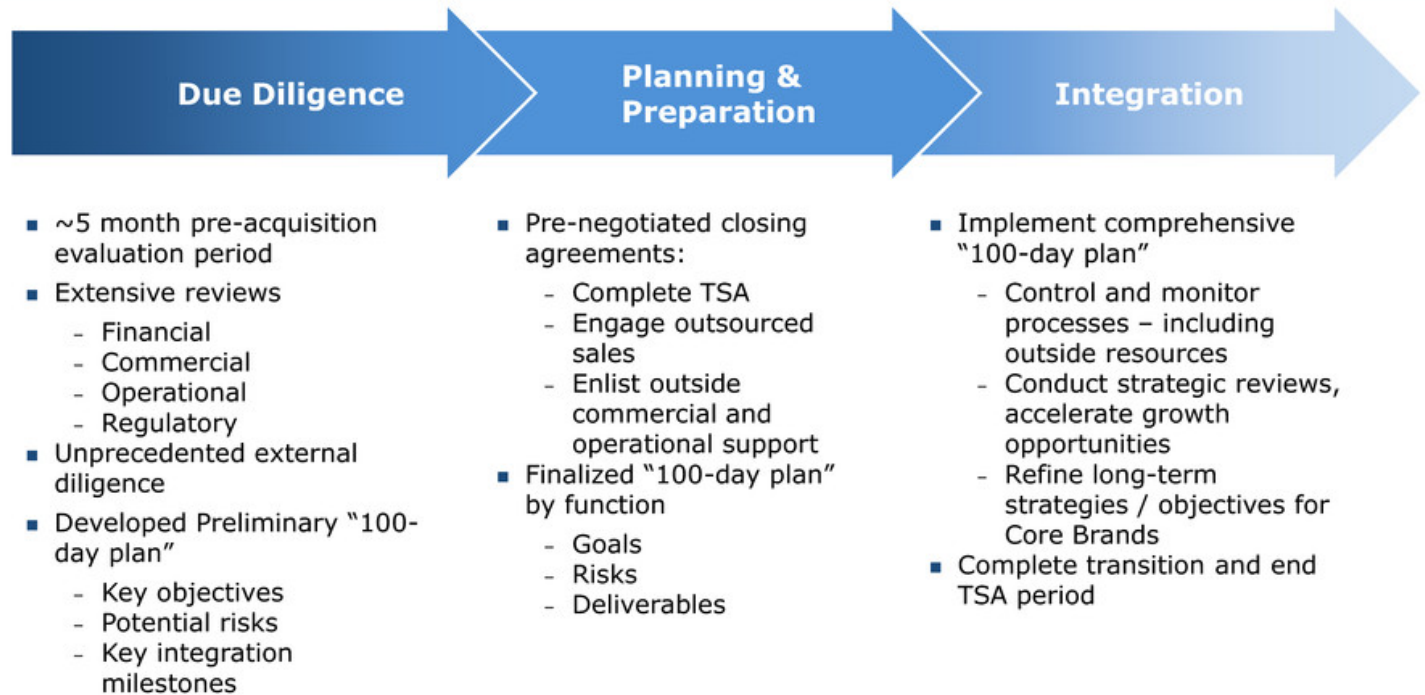 Due Diligence
Planning &
Preparation
Integration
▪ ~5 month pre-acquisition
evaluation period
▪ Extensive reviews
- Financial
- Commercial
- Operational
- Regulatory
▪ Unprecedented external
diligence
▪ Developed Preliminary “100-
day plan”
- Key objectives
- Potential risks
- Key integration
milestones
▪ Pre-negotiated closing
agreements:
- Complete TSA
- Engage outsourced
sales
- Enlist outside
commercial and
operational support
▪ Finalized “100-day plan”
by function
- Goals
- Risks
- Deliverables
▪ Implement comprehensive
“100-day plan”
- Control and monitor
processes – including
outside resources
- Conduct strategic reviews,
accelerate growth
opportunities
- Refine long-term
strategies / objectives for
Core Brands
▪ Complete transition and end
TSA period